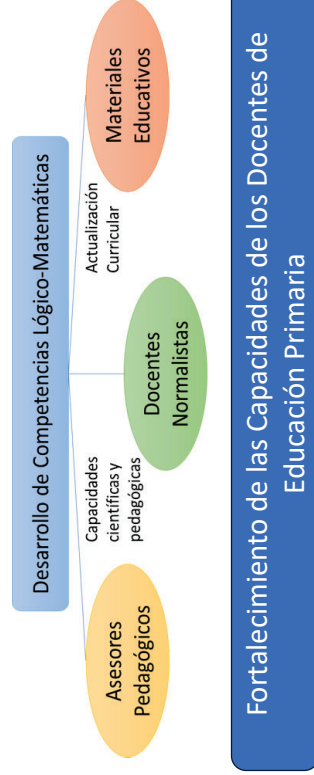 Desarrollo de Competencias Lógico-Matemáticas
Capacidades
científicas y
pedagógicas
Actualización
Curricular
Asesores
Pedagógicos
Docentes
Normalistas
Materiales
Educativos
Fortalecimiento de las Capacidades de los Docentes de
Educación Primaria